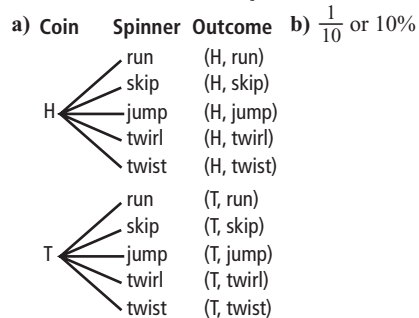 a) Coin Spinner Outcome b) 1/10 or 10%
run (H, run)
skip (H, skip)
H jump (H, jump)
twirl (H, twirl)
twist (H, twist)
run (T, run)
skip (T, skip)
T jump (T, jump)
twirl (T, twirl)
twist (T, twist)